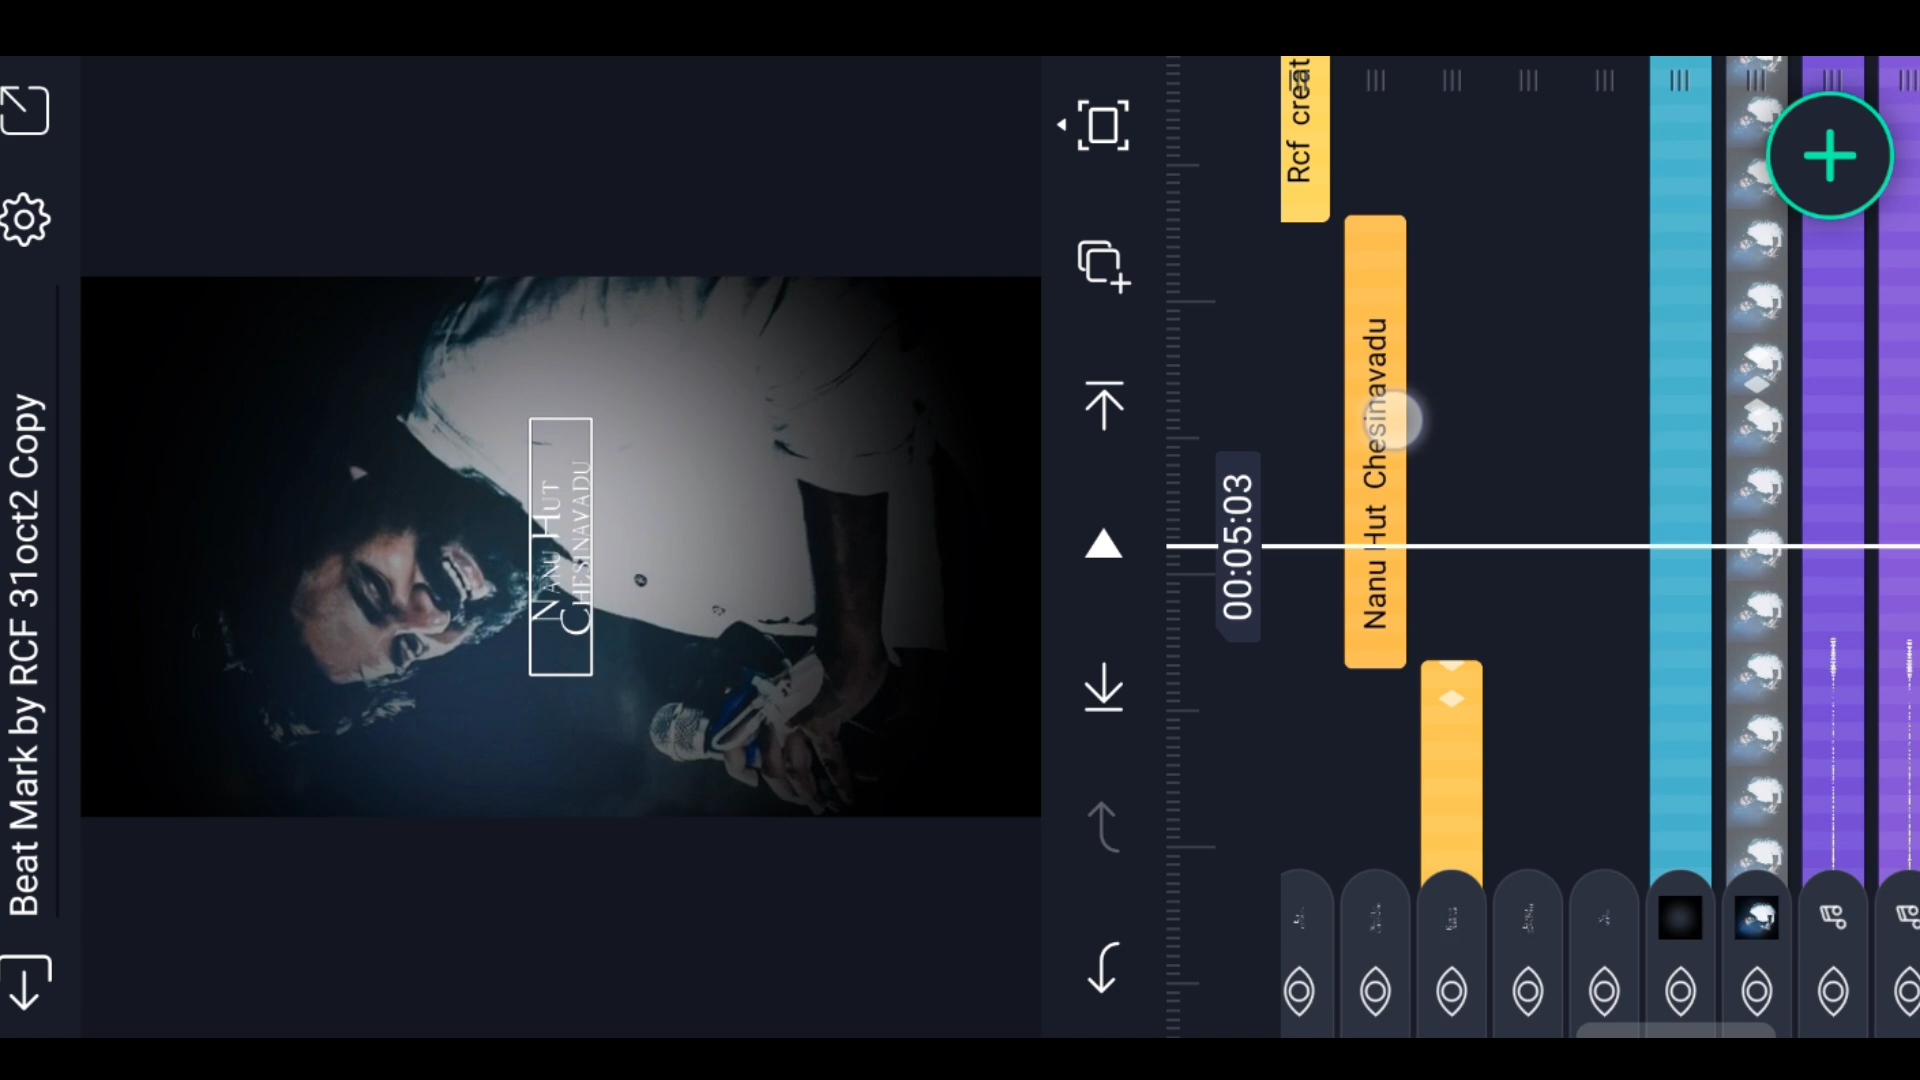 Beat Mark by RCF 31oct2 Copy
Nanu Hut
Chesinavadu
00:05:03
Rcf creat
Nanu Hut Chesinavadu